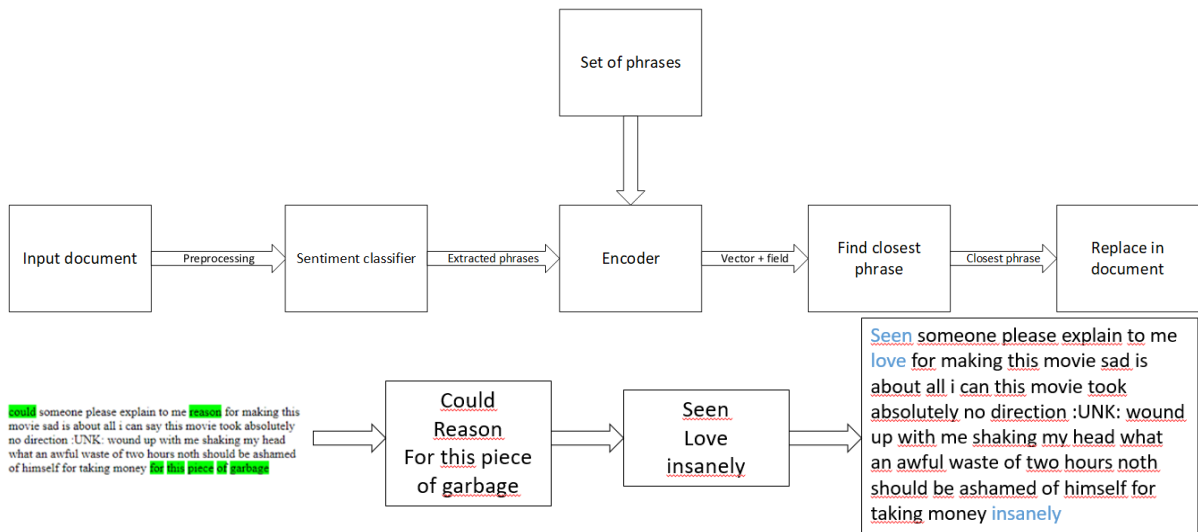 Set of phrases
Input document
Preprocessing
Sentiment classifier
Extracted phrases
Encoder
Vector + field
Find closest
phrase
Closest phrase
Replace in
document
could someone please explain to me reason for making this
movie sad is about all i can say this movie took absolutely
no direction :UNK: wound up with me shaking my head
what an awful waste of two hours noth should be ashamed
of himself for taking money for this piece of garbage
Could
Reason
For this piece
of garbage
Seen
Love
insanely
Seen someone please explain to me
love for making this movie sad is
about all i can this movie took
absolutely no direction :UNK: wound
up with me shaking my head what
an awful waste of two hours noth
should be ashamed of himself for
taking money insanely